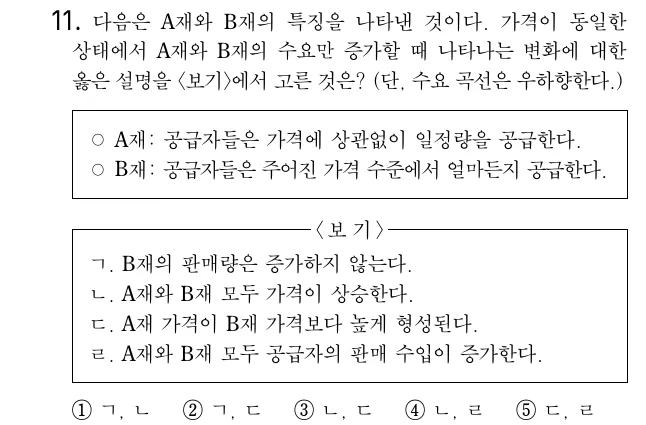 11. 다음은 A재와 B재의 특징을 나타낸 것이다. 가격이 동일한
상태에서 A재와 B재의 수요만 증가할 때 나타나는 변화에 대한
옳은 설명을 <보기>에서 고른 것은? (단, 수요 곡선은 우하향한다.)
○ A재: 공급자들은 가격에 상관없이 일정량을 공급한다.
○ B재: 공급자들은 주어진 가격 수준에서 얼마든지 공급한다.
<보 기>
ㄱ. B재의 판매량은 증가하지 않는다.
ㄴ. A재와 B재 모두 가격이 상승한다.
ㄷ. A재 가격이 B재 가격보다 높게 형성된다.
ㄹ. A재와 B재 모두 공급자의 판매 수입이 증가한다.
① ㄱ, ㄴ ② ㄱ, ㄷ ③ ㄴ, ㄷ ④ ㄴ, ㄹ ⑤ ㄷ, ㄹ